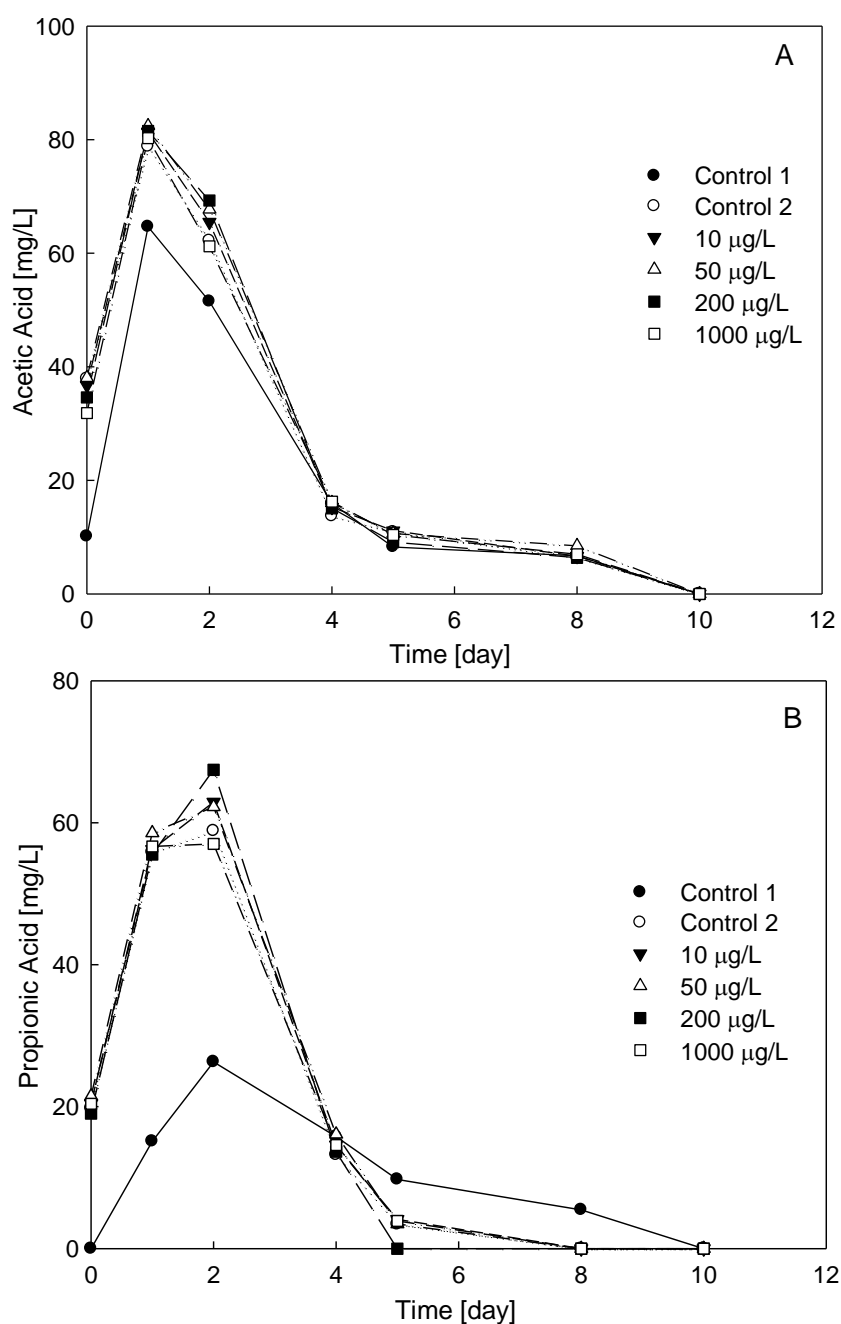 A
Acetic Acid [mg/L]
100
80
60
40
20
0
Control 1
Control 2
10 μg/L
50 μg/L
200 μg/L
1000 μg/L
0 2 4 6 8 10 12
Time [day]
B
Propionic Acid [mg/L]
80
60
40
20
0
Control 1
Control 2
10 μg/L
50 μg/L
200 μg/L
1000 μg/L
0 2 4 6 8 10 12
Time [day]